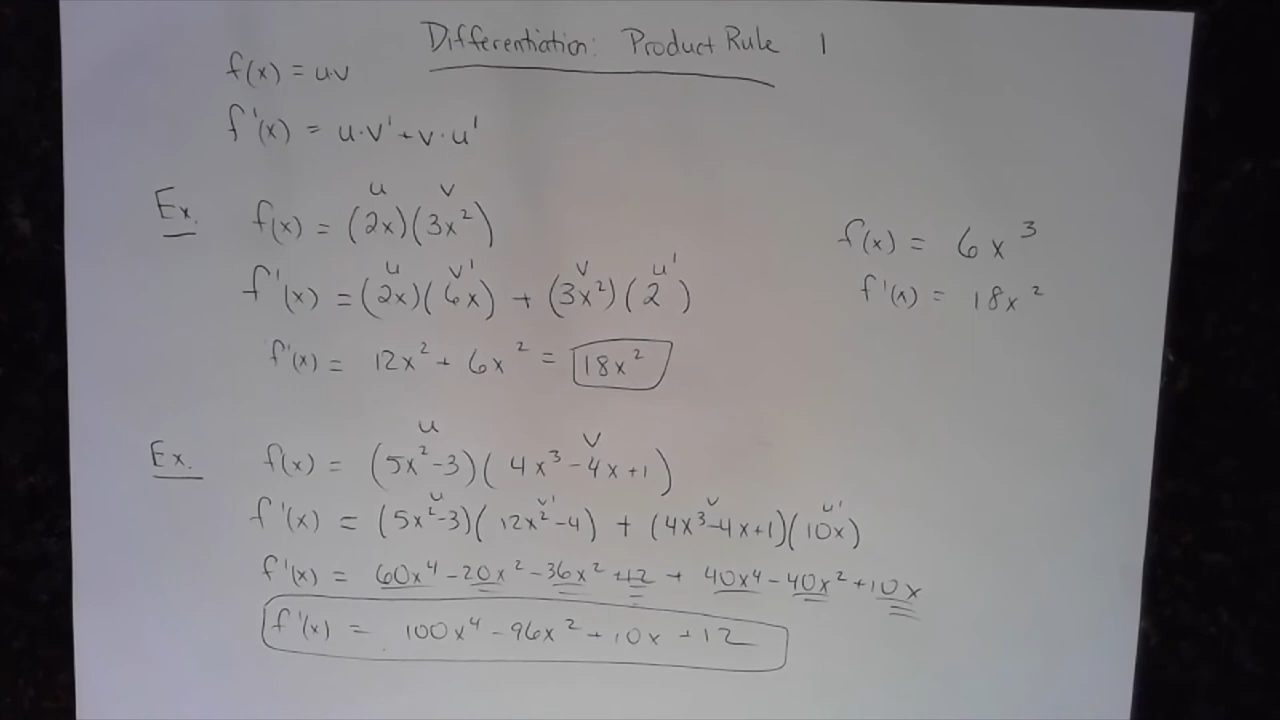 Differentiation: Product Rule 1
f(x) = u·v
f'(x) = u·v' + v·u'
u v
Ex. f(x) = (2x)(3x²)
u v' v u'
f'(x) = (2x)(6x) + (3x²)(2)
f'(x) = 12x² + 6x² = 18x²
f(x) = 6x³
f'(x) = 18x²
u v
Ex. f(x) = (5x²-3)(4x³-4x+1)
u v' v u'
f'(x) = (5x²-3)(12x²-4) + (4x³-4x+1)(10x)
f'(x) = 60x⁴ -20x² -36x² +12 + 40x⁴ -40x² +10x
f'(x) = 100x⁴ -96x² +10x +12